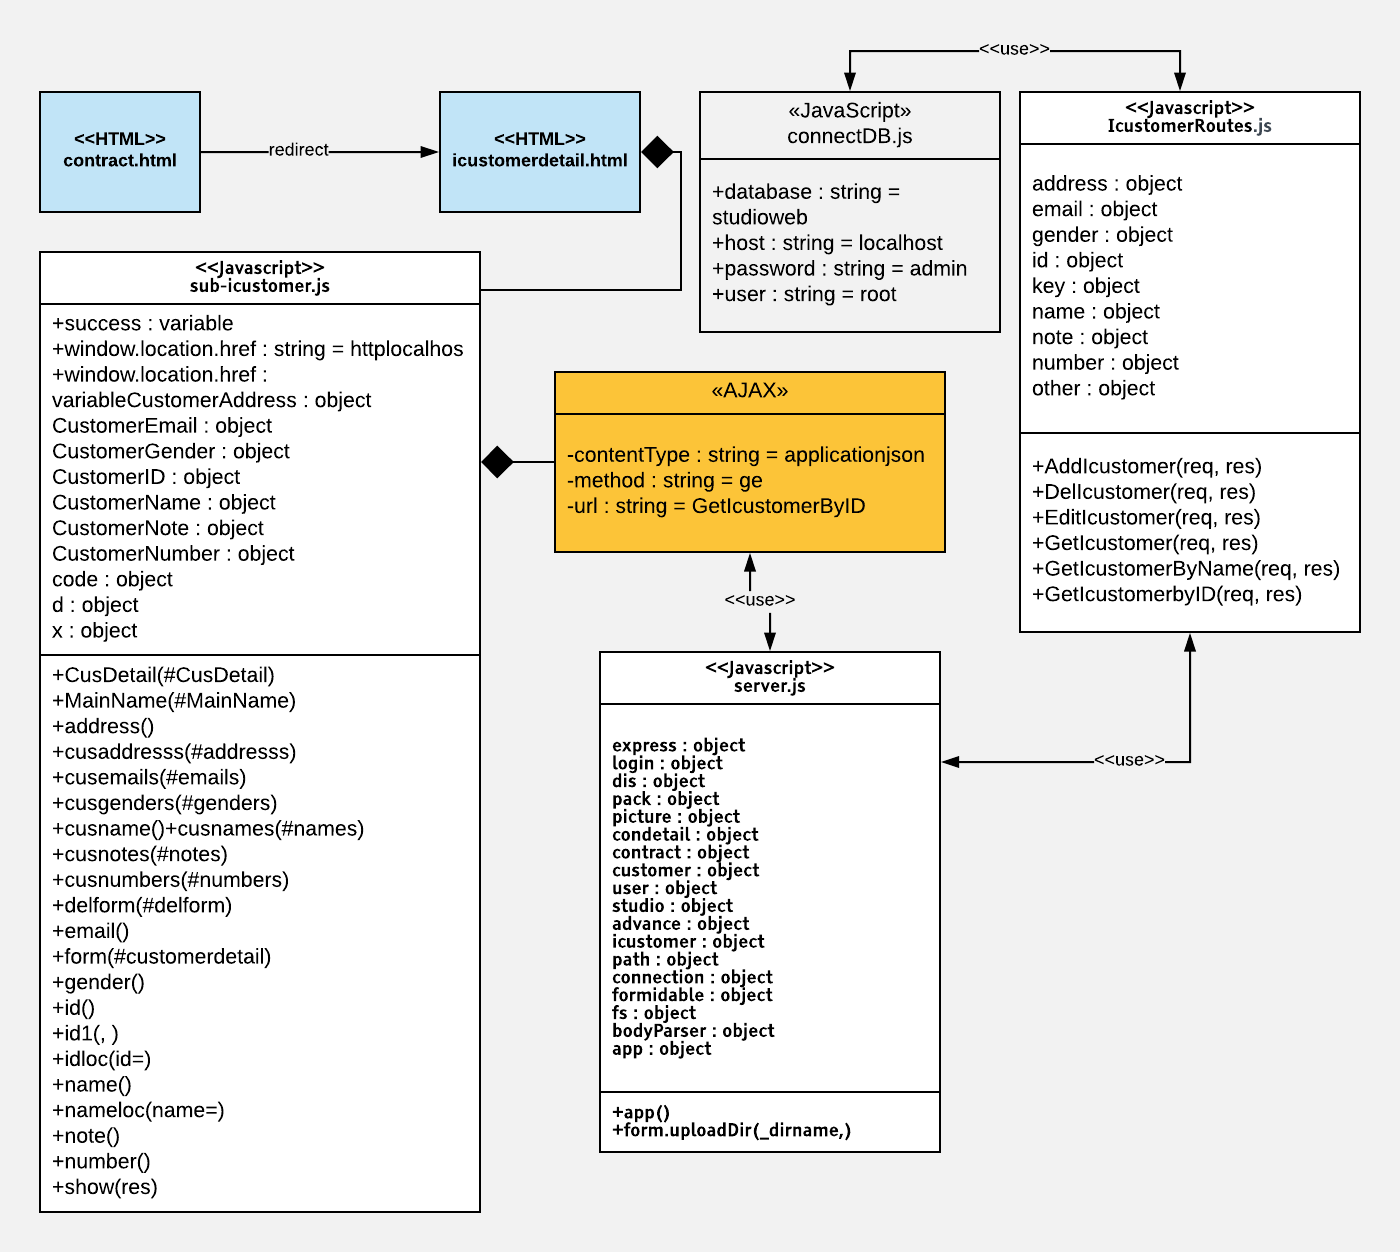 <<use>>
<<HTML>>
contract.html
redirect
<<HTML>>
icustomerdetail.html
«JavaScript»
connectDB.js
+database : string =
studioweb
+host : string = localhost
+password : string = admin
+user : string = root
<<Javascript>>
IcustomerRoutes.js
address : object
email : object
gender : object
id : object
key : object
name : object
note : object
number : object
other : object
+AddIcustomer(req, res)
+DelIcustomer(req, res)
+EditIcustomer(req, res)
+GetIcustomer(req, res)
+GetIcustomerByName(req, res)
+GetIcustomerbyID(req, res)
<<Javascript>>
sub-icustomer.js
+success : variable
+window.location.href : string = httplocalhos
+window.location.href :
variableCustomerAddress : object
CustomerEmail : object
CustomerGender : object
CustomerID : object
CustomerName : object
CustomerNote : object
CustomerNumber : object
code : object
d : object
x : object
+CusDetail(#CusDetail)
+MainName(#MainName)
+address()
+cusaddresss(#addresss)
+cusemails(#emails)
+cusgenders(#genders)
+cusname()+cusnames(#names)
+cusnotes(#notes)
+cusnumbers(#numbers)
+delform(#delform)
+email()
+form(#customerdetail)
+gender()
+id()
+id1(, )
+idloc(id=)
+name()
+nameloc(name=)
+note()
+number()
+show(res)
«AJAX»
-contentType : string = applicationjson
-method : string = ge
-url : string = GetIcustomerByID
<<use>>
<<Javascript>>
server.js
express : object
login : object
dis : object
pack : object
picture : object
condetail : object
contract : object
customer : object
user : object
studio : object
advance : object
icustomer : object
path : object
connection : object
formidable : object
fs : object
bodyParser : object
app : object
+app()
+form.uploadDir(_dirname,)
<<use>>